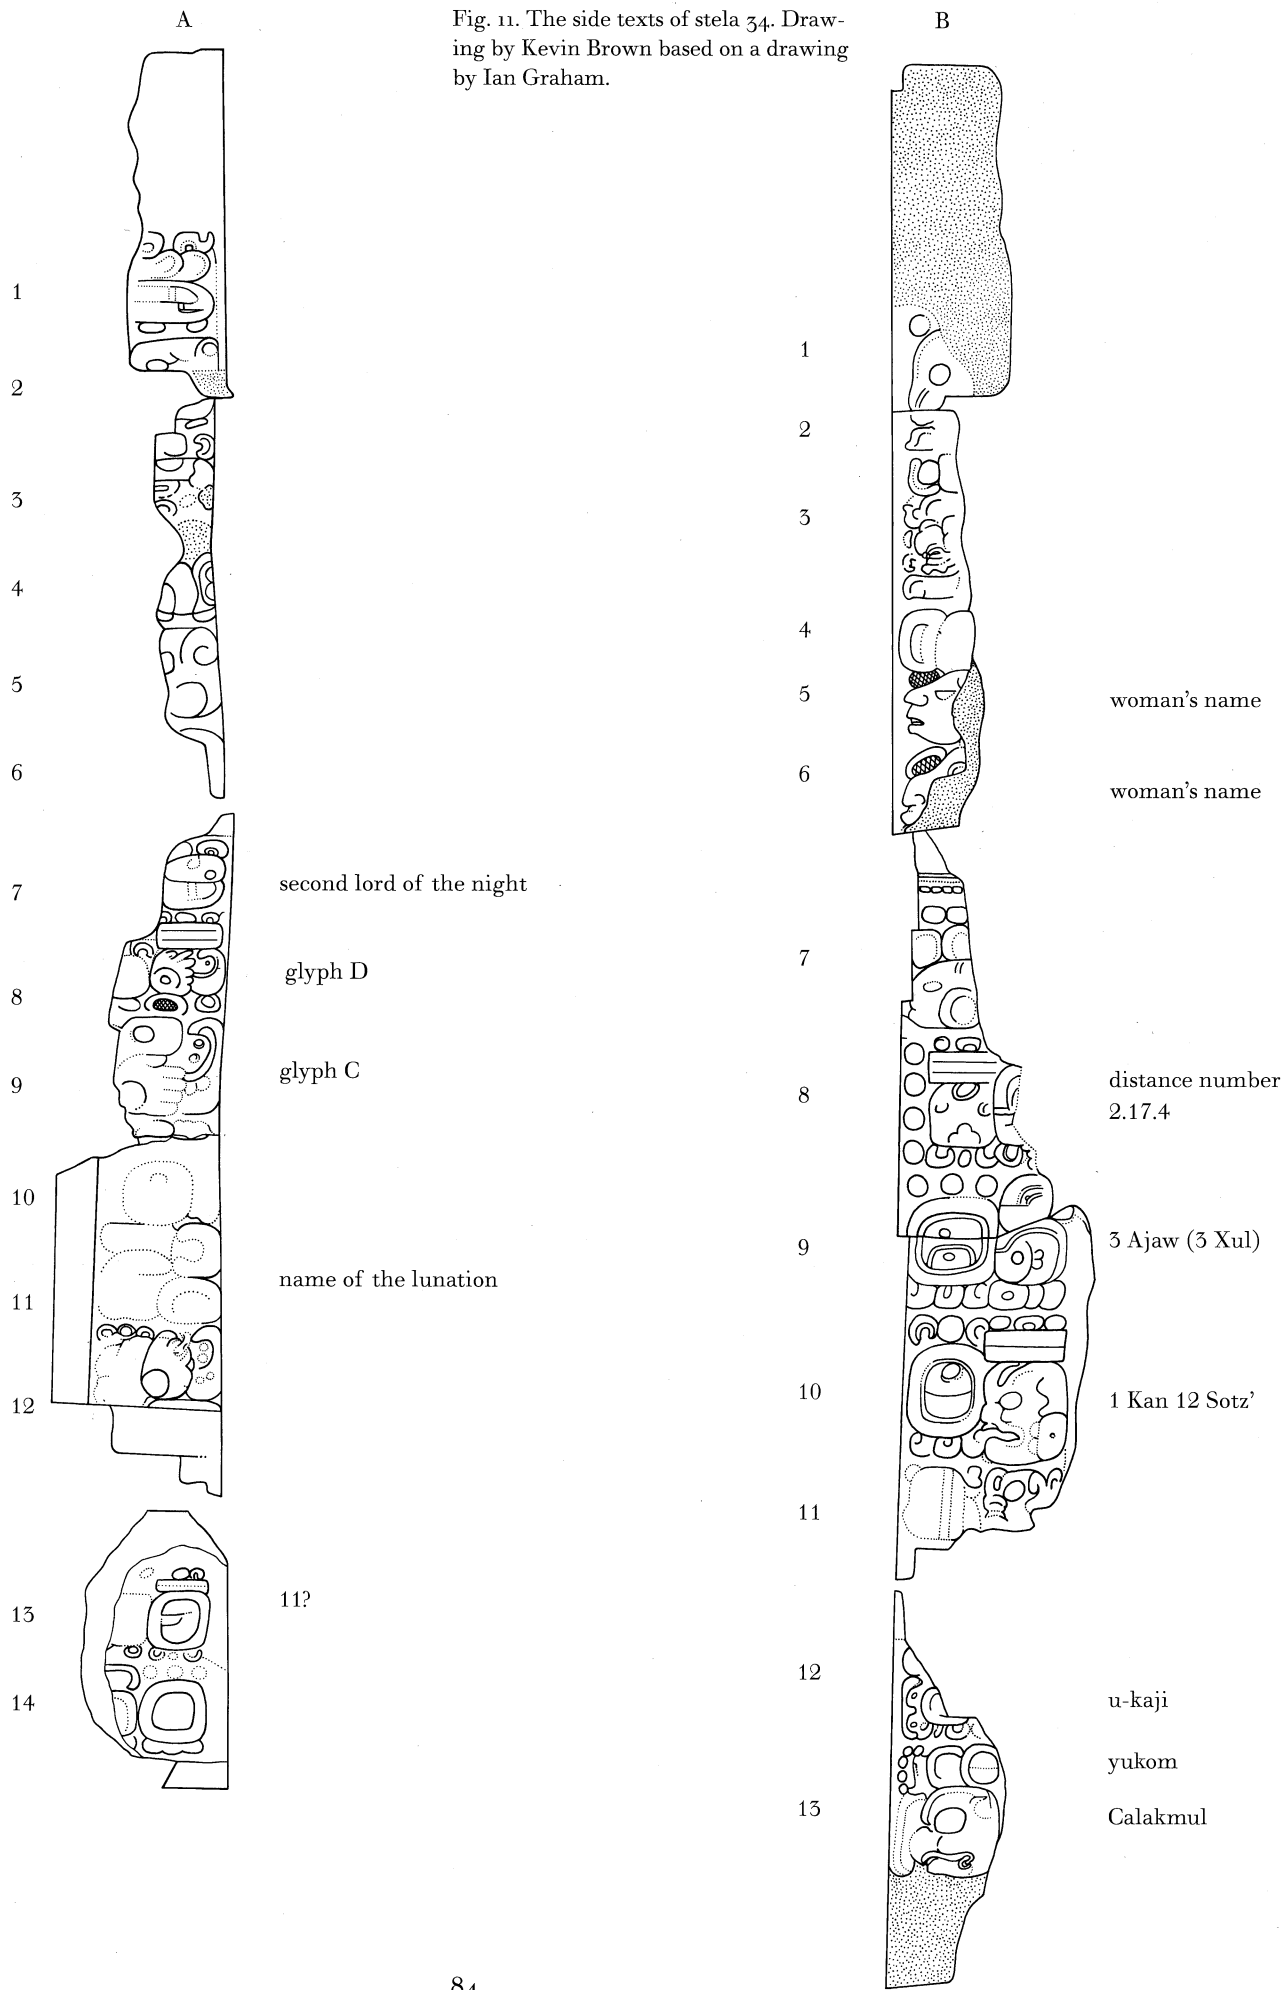 A
Fig. 11. The side texts of stela 34. Draw-
ing by Kevin Brown based on a drawing
by Ian Graham.
B
1
2
3
4
5
6
7
second lord of the night
glyph D
8
glyph C
9
10
name of the lunation
11
12
11?
13
14
1
2
3
4
5
woman's name
6
woman's name
7
distance number
8
2.17.4
9
3 Ajaw (3 Xul)
10
1 Kan 12 Sotz'
11
12
u-kaji
yukom
13
Calakmul
84